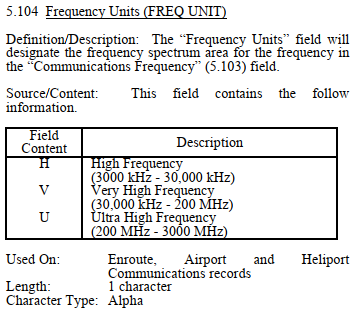 5.104 Frequency Units (FREQ UNIT)
Definition/Description: The “Frequency Units” field will
designate the frequency spectrum area for the frequency in
the “Communications Frequency” (5.103) field.
Source/Content: This field contains the follow
information.
Field
Content Description
H High Frequency
(3000 kHz - 30,000 kHz)
V Very High Frequency
(30,000 kHz - 200 MHz)
U Ultra High Frequency
(200 MHz - 3000 MHz)
Used On: Enroute, Airport and Heliport
Communications records
Length: 1 character
Character Type: Alpha